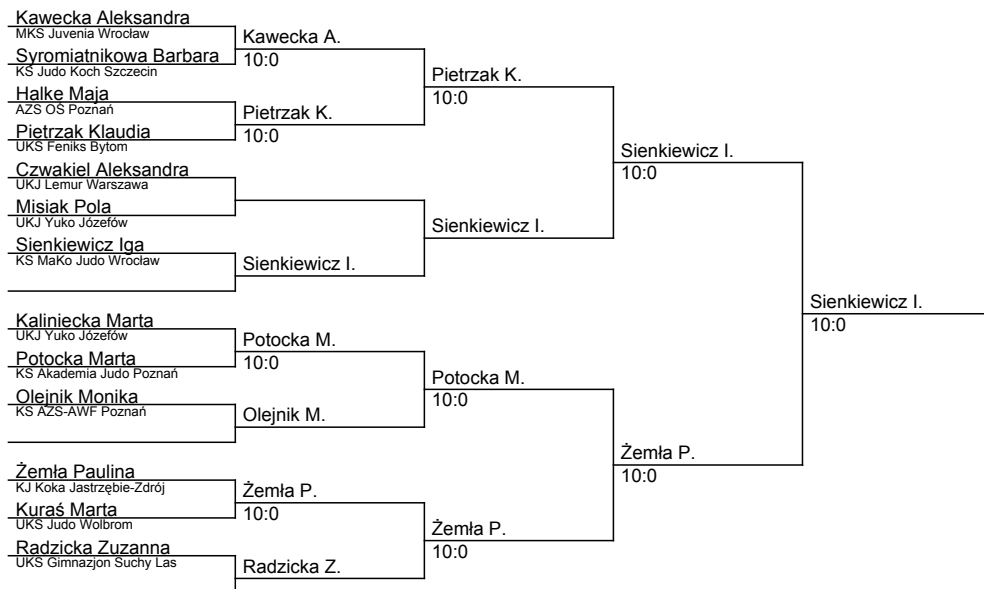 Kawecka Aleksandra
MKS Juvenia Wrocław
Kawecka A.
10:0
Syromiatnikowa Barbara
KS Judo Koch Szczecin
Pietrzak K.
10:0
Halke Maja
AZS OŚ Poznań
Pietrzak K.
10:0
Pietrzak Klaudia
UKS Feniks Bytom
Sienkiewicz I.
10:0
Czwakiel Aleksandra
UKJ Lemur Warszawa
Misiak Pola
UKJ Yuko Józefów
Sienkiewicz I.
Sienkiewicz Iga
KS MaKo Judo Wrocław
Sienkiewicz I.
Sienkiewicz I.
10:0
Kaliniecka Marta
UKJ Yuko Józefów
Potocka M.
10:0
Potocka Marta
KS Akademia Judo Poznań
Potocka M.
10:0
Olejnik Monika
KS AZS-AWF Poznań
Olejnik M.
Żemła P.
10:0
Żemła Paulina
KJ Koka Jastrzębie-Zdrój
Żemła P.
10:0
Kuraś Marta
UKS Judo Wolbrom
Żemła P.
10:0
Radzicka Zuzanna
UKS Gimnazjon Suchy Las
Radzicka Z.